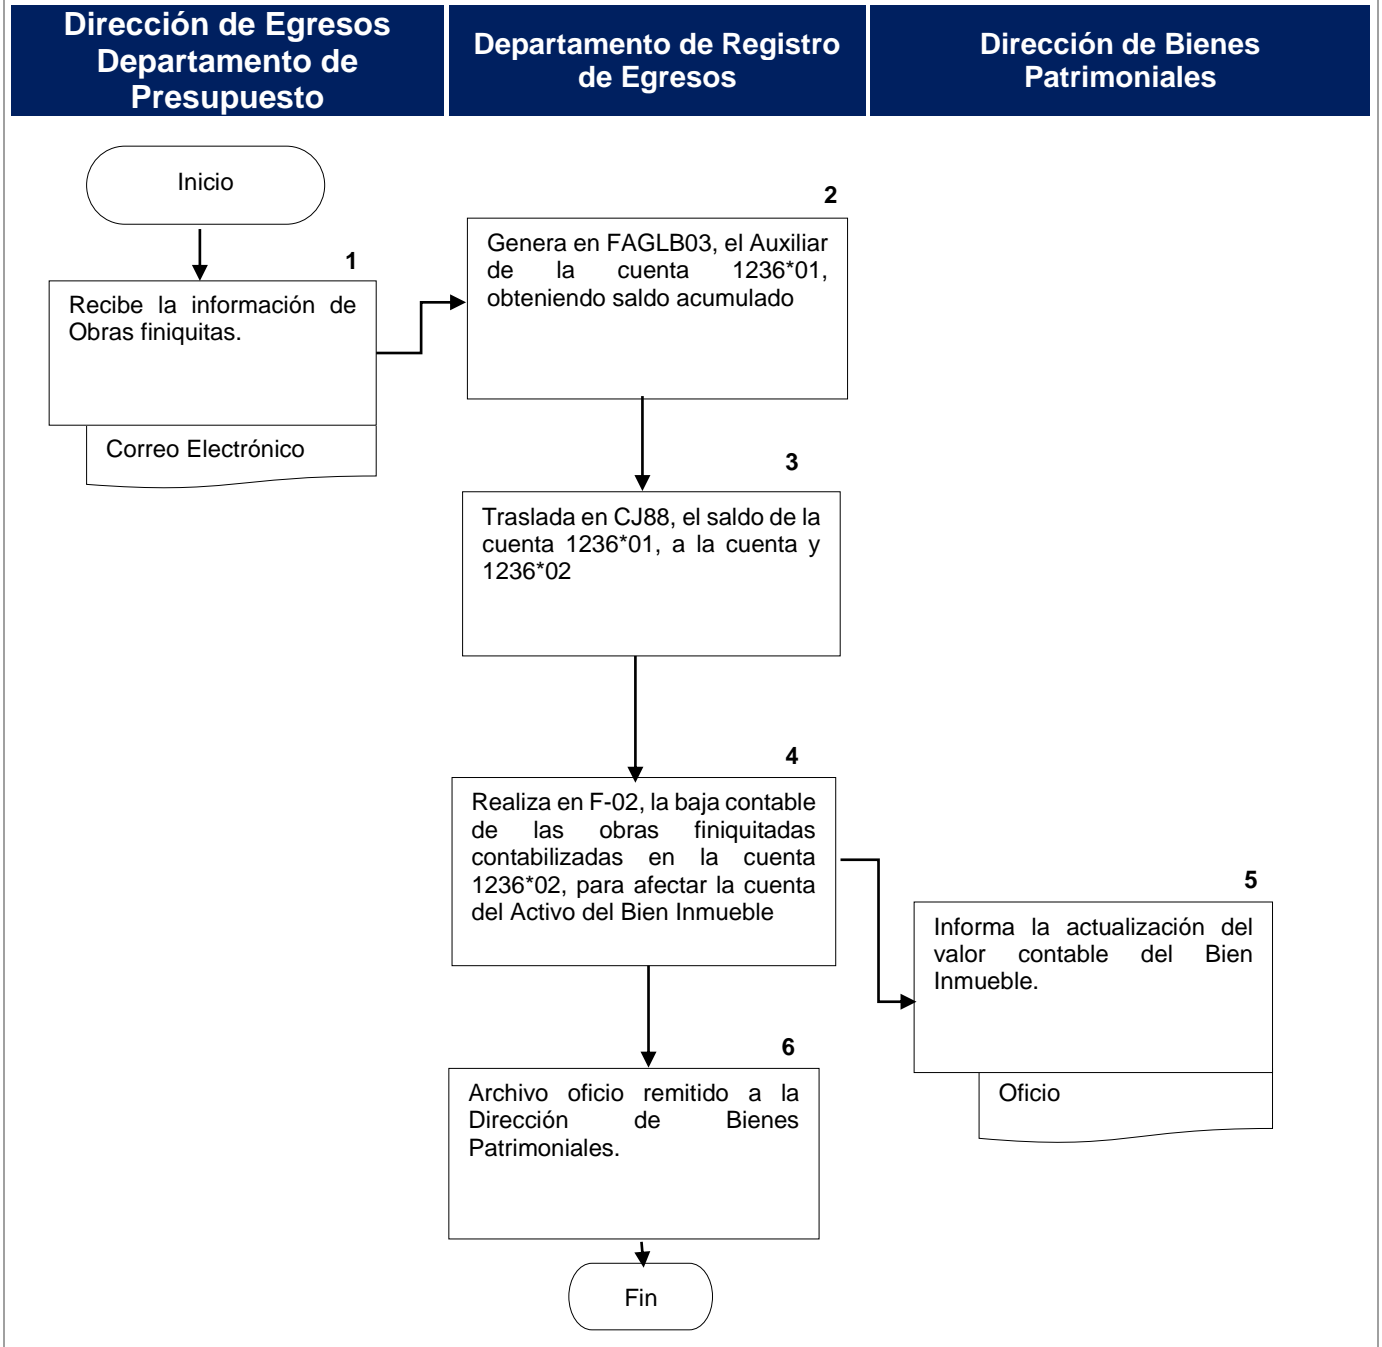 Dirección de Egresos
Departamento de
Presupuesto
Departamento de Registro
de Egresos
Dirección de Bienes
Patrimoniales
Inicio
1
Recibe la información de
Obras finiquitas.
Correo Electrónico
2
Genera en FAGLB03, el Auxiliar
de la cuenta 1236*01,
obteniendo saldo acumulado
3
Traslada en CJ88, el saldo de la
cuenta 1236*01, a la cuenta y
1236*02
4
Realiza en F-02, la baja contable
de las obras finiquitadas
contabilizadas en la cuenta
1236*02, para afectar la cuenta
del Activo del Bien Inmueble
5
Informa la actualización del
valor contable del Bien
Inmueble.
Oficio
6
Archivo oficio remitido a la
Dirección de Bienes
Patrimoniales.
Fin